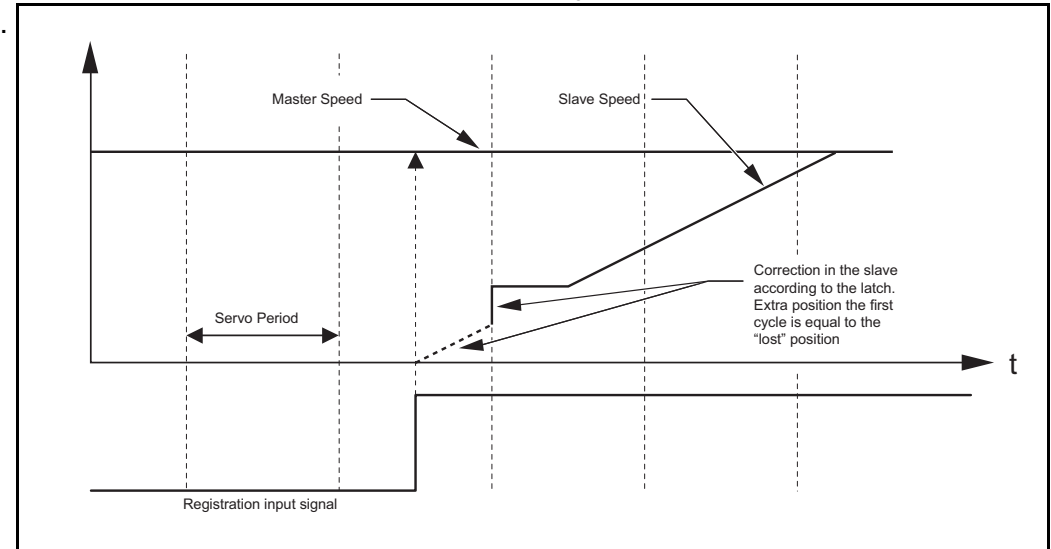 .
Master Speed
Slave Speed
Correction in the slave
according to the latch.
Extra position the first
cycle is equal to the
“lost” position
Servo Period
t
Registration input signal